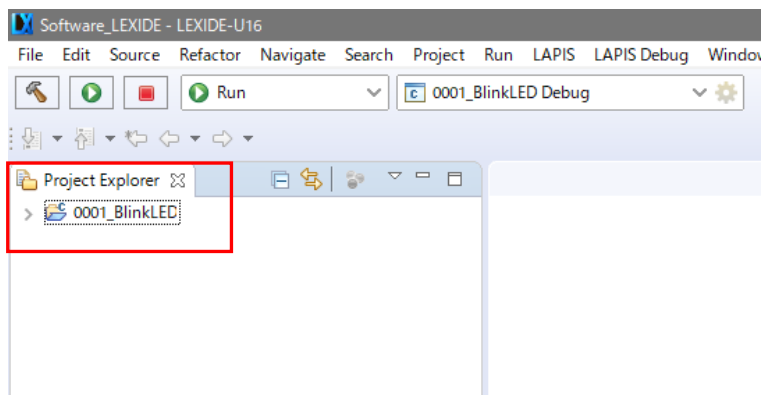 Software_LEXIDE - LEXIDE-U16
File Edit Source Refactor Navigate Search Project Run LAPIS LAPIS Debug Window
Run 0001_BlinkLED Debug
Project Explorer
0001_BlinkLED